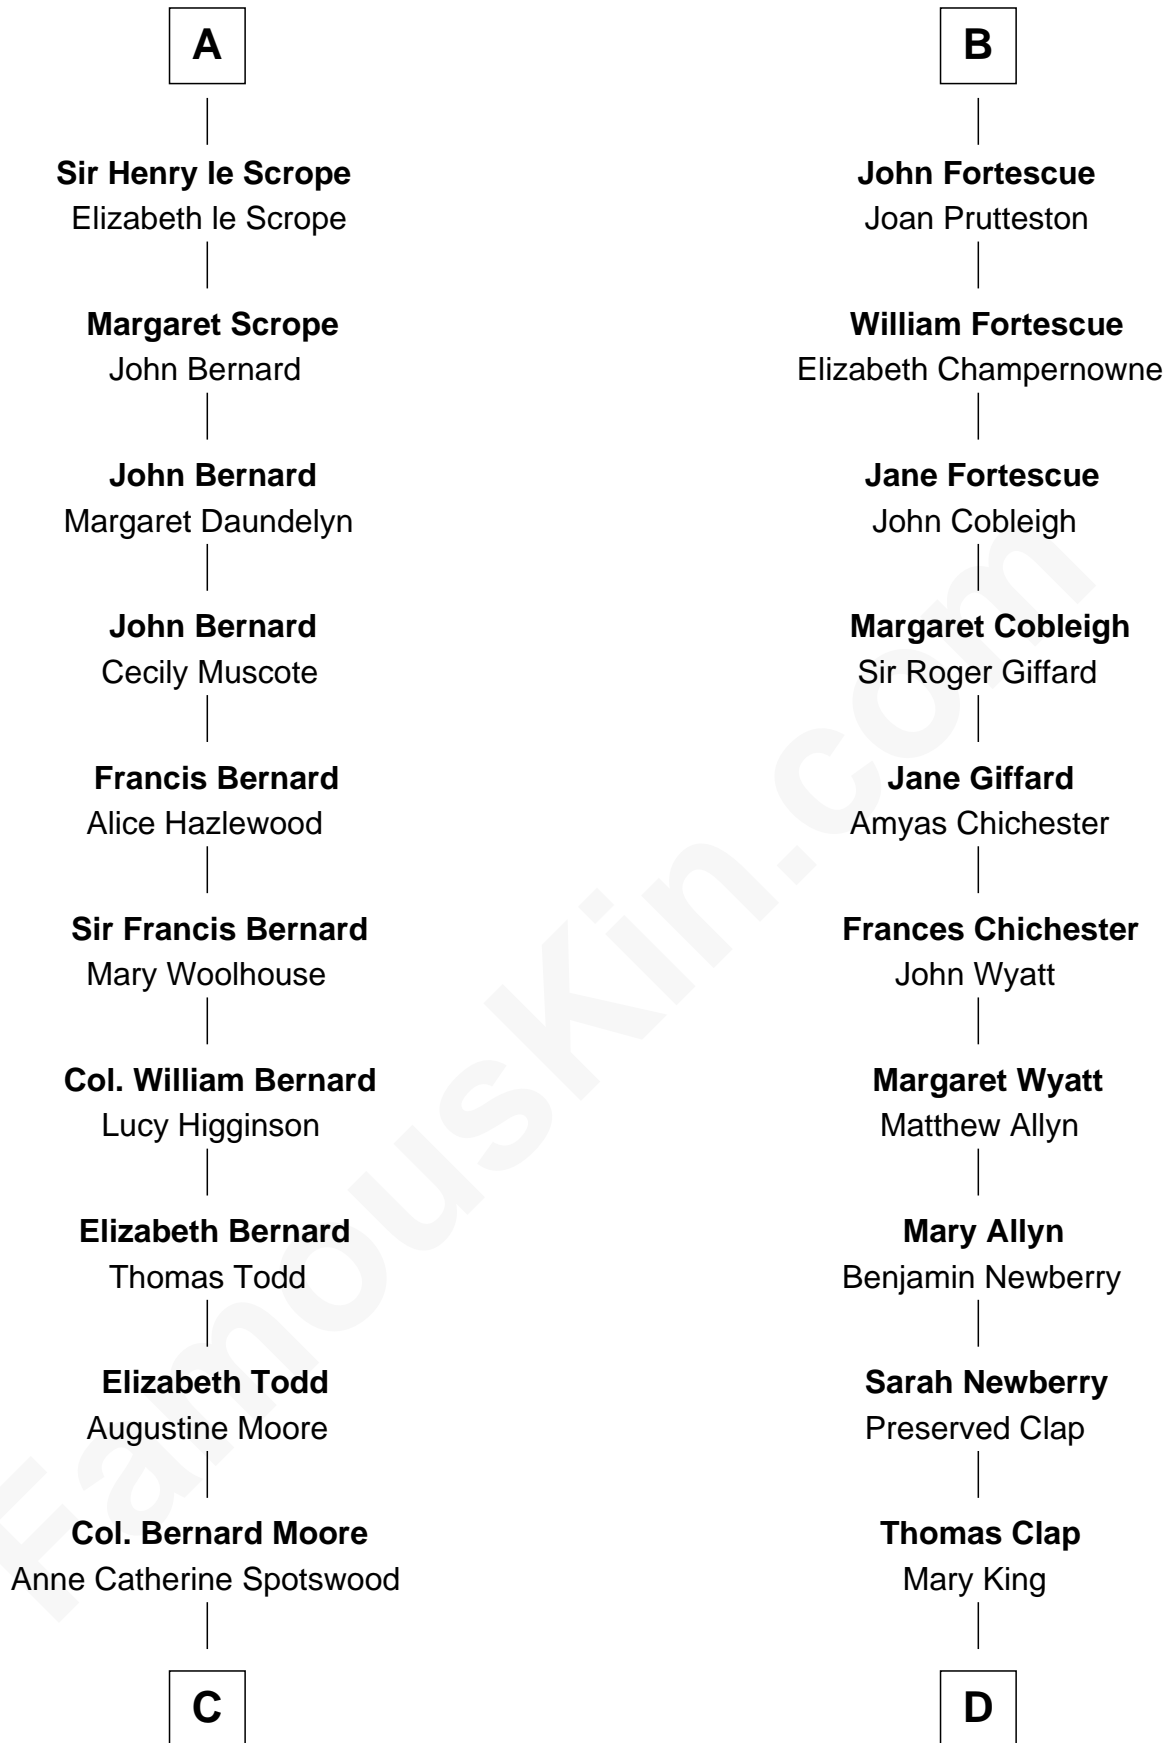 A
Sir Henry le Scrope
Elizabeth le Scrope
Margaret Scrope
John Bernard
John Bernard
Margaret Daundelyn
John Bernard
Cecily Muscote
Francis Bernard
Alice Hazlewood
Sir Francis Bernard
Mary Woolhouse
Col. William Bernard
Lucy Higginson
Elizabeth Bernard
Thomas Todd
Elizabeth Todd
Augustine Moore
Col. Bernard Moore
Anne Catherine Spotswood
C
B
John Fortescue
Joan Prutteston
William Fortescue
Elizabeth Champernowne
Jane Fortescue
John Cobleigh
Margaret Cobleigh
Sir Roger Giffard
Jane Giffard
Amyas Chichester
Frances Chichester
John Wyatt
Margaret Wyatt
Matthew Allyn
Mary Allyn
Benjamin Newberry
Sarah Newberry
Preserved Clap
Thomas Clap
Mary King
D
FamousKin.com